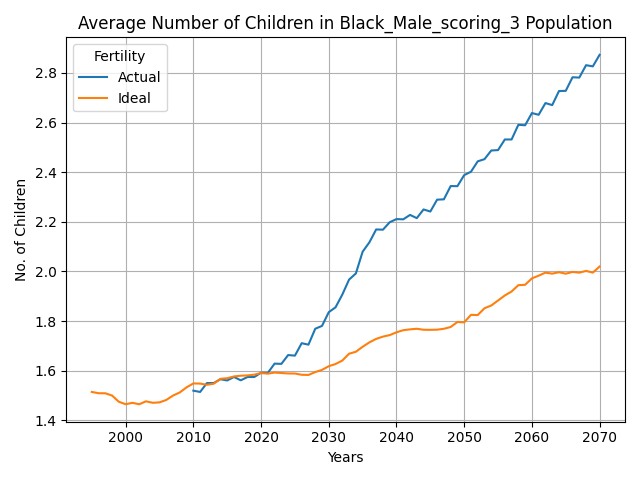 Average Number of Children in Black_Male_scoring_3 Population
Fertility
Actual
Ideal
No. of Children
2.8
2.6
2.4
2.2
2.0
1.8
1.6
1.4
2000 2010 2020 2030 2040 2050 2060 2070
Years